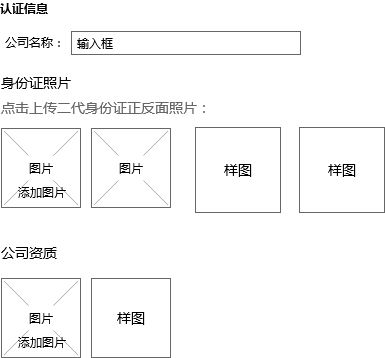 认证信息
公司名称： 输入框
身份证照片
点击上传二代身份证正反面照片：
图片 图片 样图 样图
添加图片
公司资质
图片 样图
添加图片